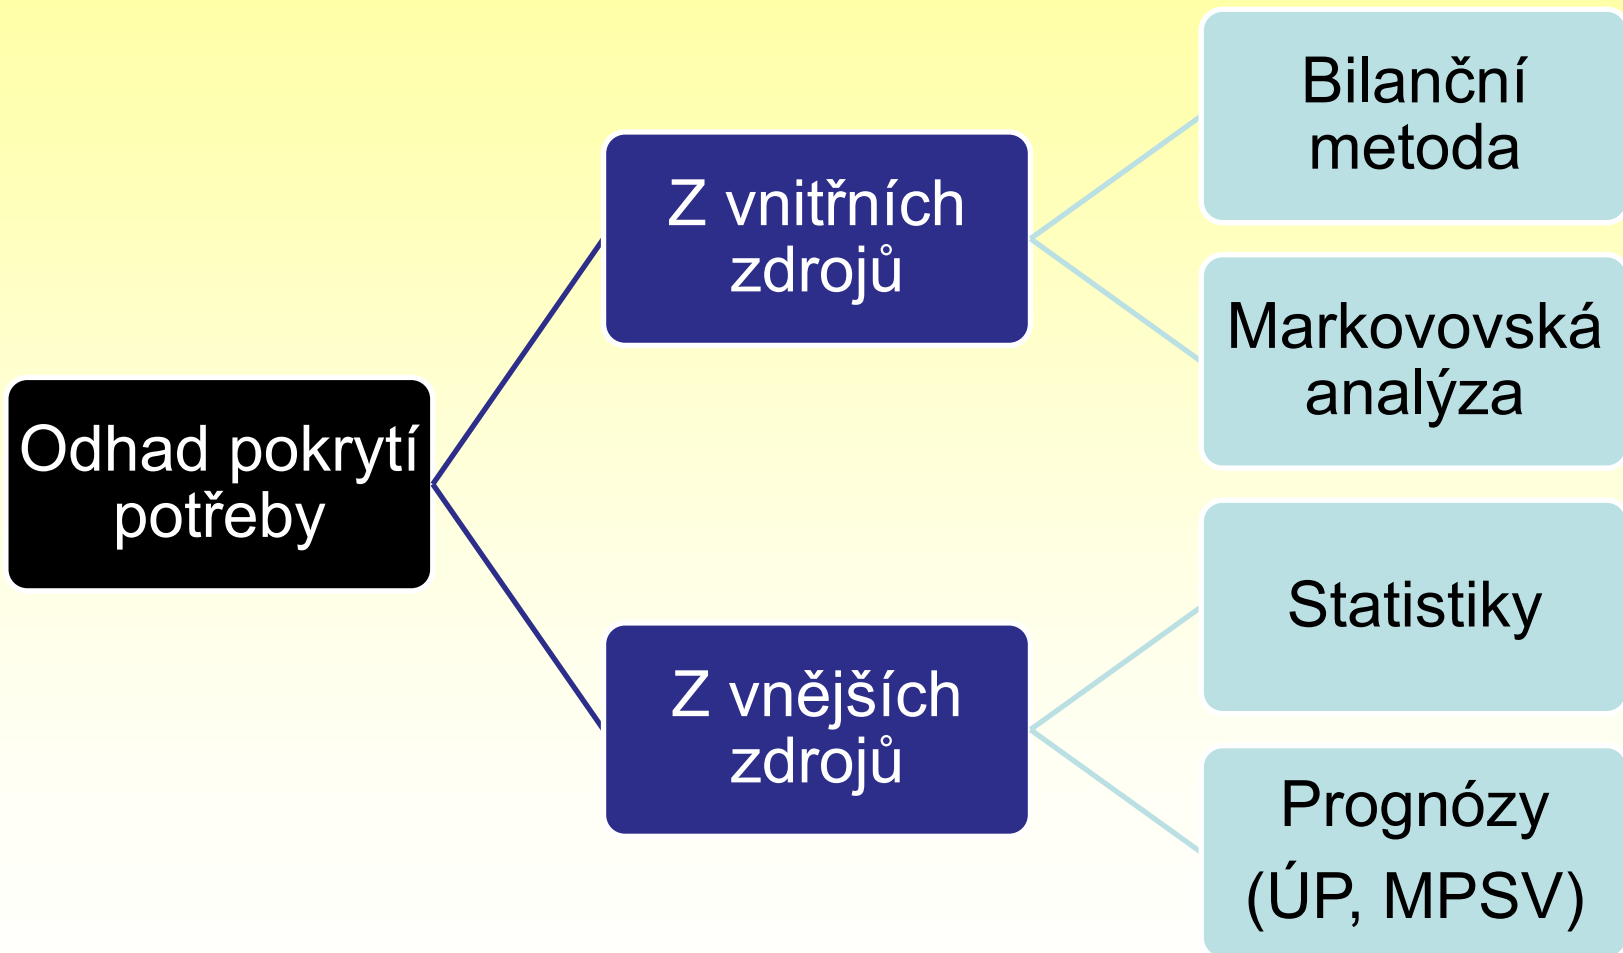 Odhad pokrytí
potřeby
Z vnitřních
zdrojů
Bilanční
metoda
Markovovská
analýza
Z vnějších
zdrojů
Statistiky
Prognózy
(ÚP, MPSV)